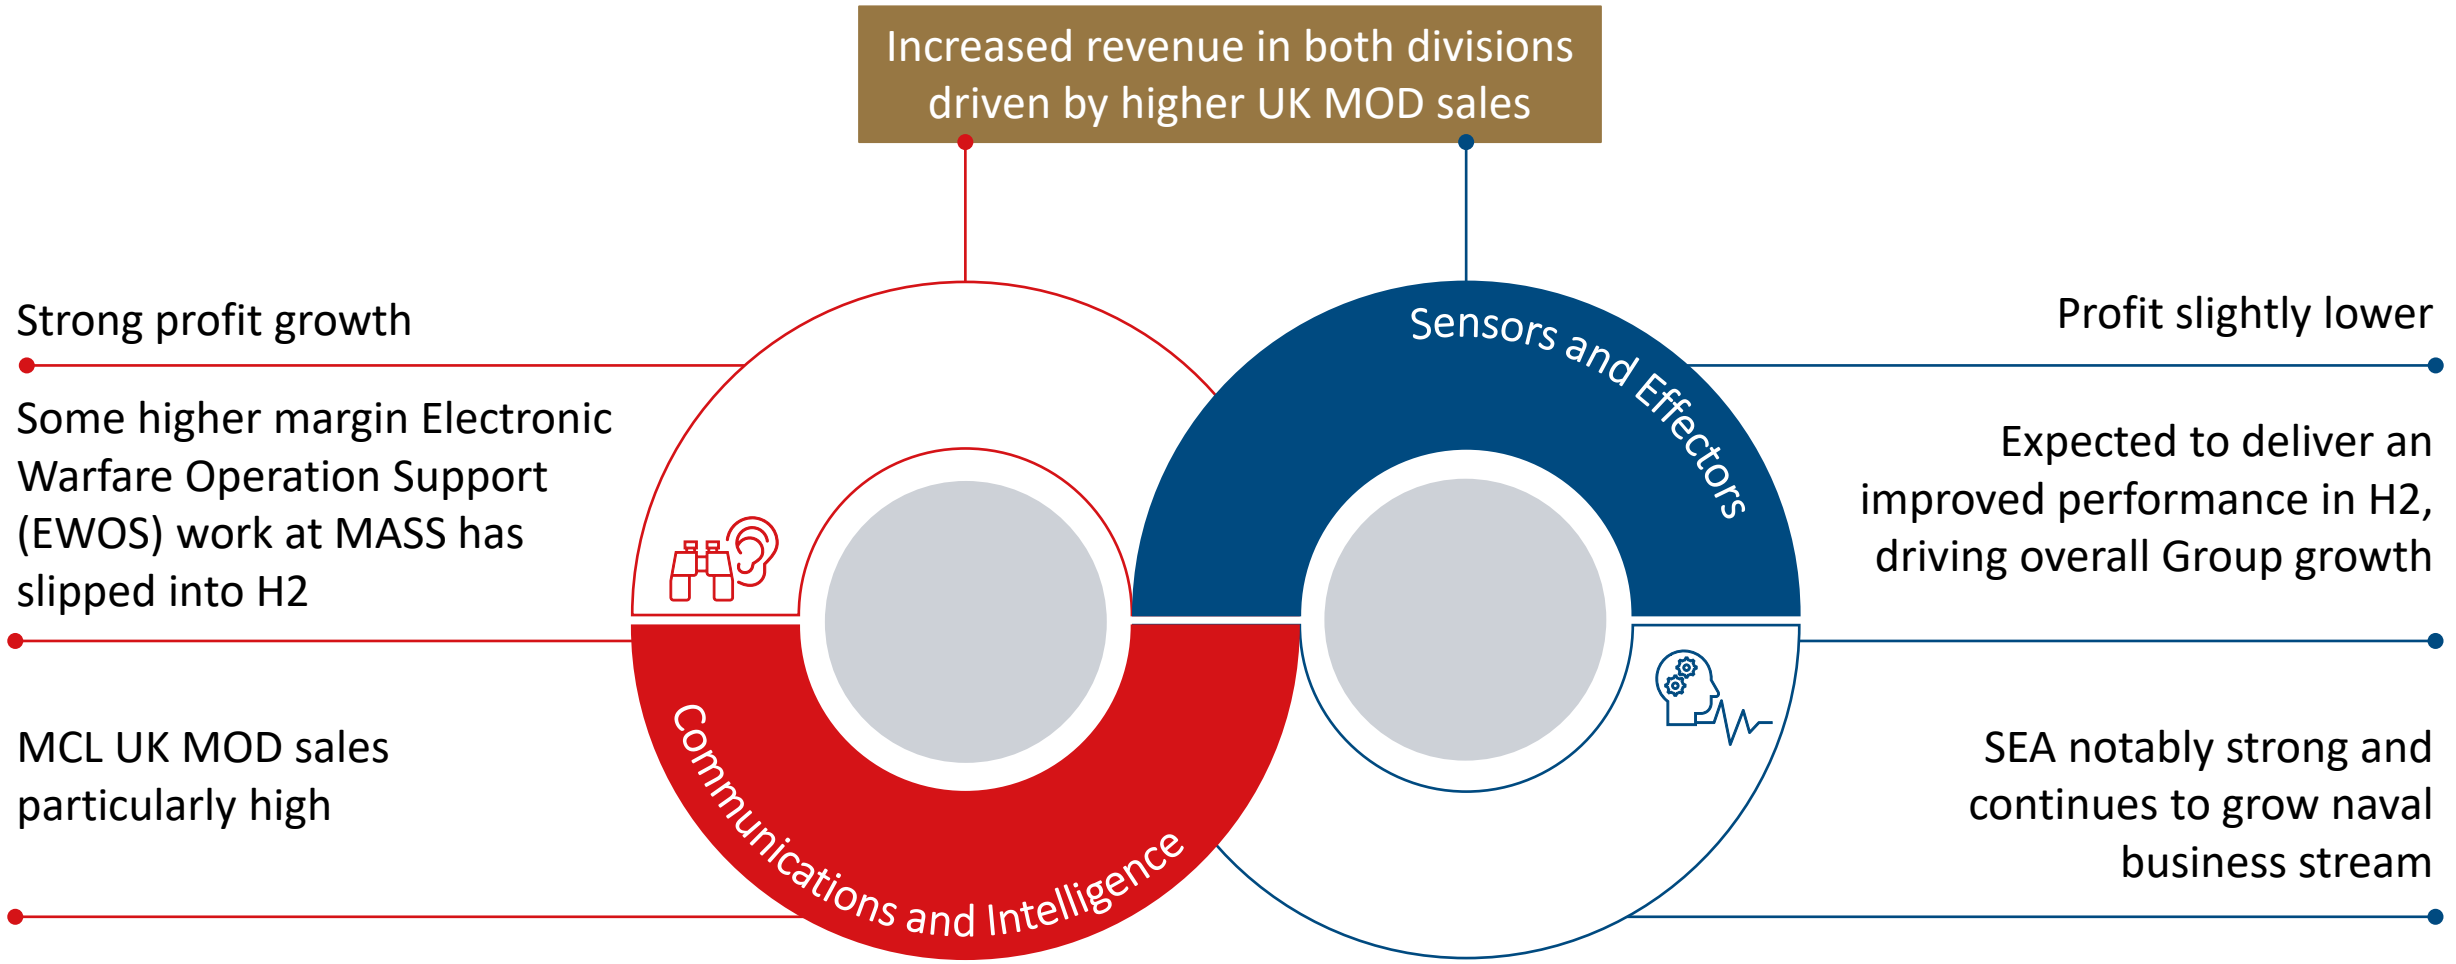 Increased revenue in both divisions
driven by higher UK MOD sales
Strong profit growth
Some higher margin Electronic
Warfare Operation Support
(EWOS) work at MASS has
slipped into H2
MCL UK MOD sales
particularly high
Communications and Intelligence
Sensors and Effectors
Profit slightly lower
Expected to deliver an
improved performance in H2,
driving overall Group growth
SEA notably strong and
continues to grow naval
business stream